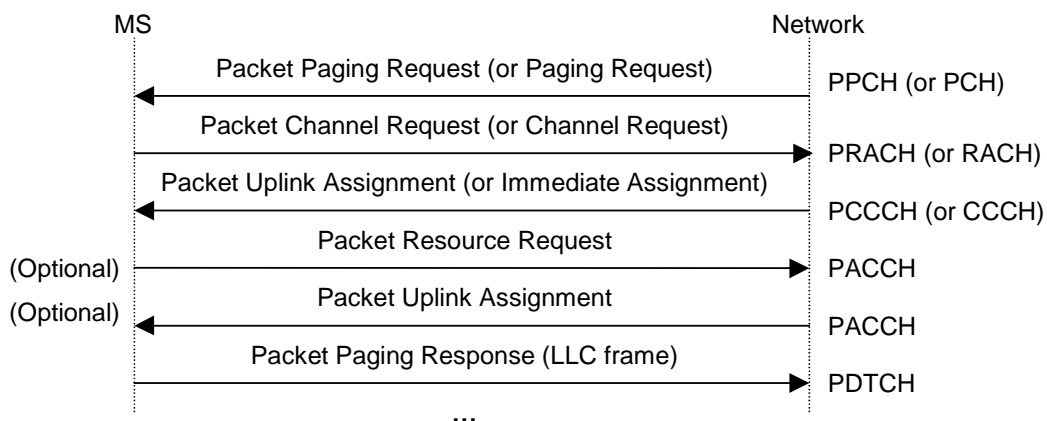 MS Network
Packet Paging Request (or Paging Request)
PPCH (or PCH)
Packet Channel Request (or Channel Request)
PRACH (or RACH)
Packet Uplink Assignment (or Immediate Assignment)
PCCCH (or CCCH)
Packet Resource Request
(Optional) PACCH
Packet Uplink Assignment
(Optional) PACCH
Packet Paging Response (LLC frame)
PDTCH
...